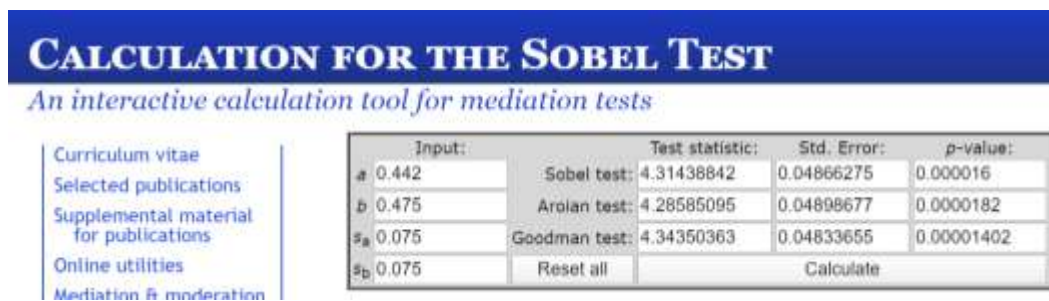 CALCULATION FOR THE SOBEL TEST
An interactive calculation tool for mediation tests
Curriculum vitae
Selected publications
Supplemental material
for publications
Online utilities
Mediation & moderation
Input: Test statistic: Std. Error: p-value:
a 0.442 Sobel test: 4.31438842 0.04866275 0.000016
b 0.475 Aroian test: 4.28585095 0.04898677 0.0000182
sa 0.075 Goodman test: 4.34350363 0.04833655 0.00001402
sb 0.075 Reset all Calculate